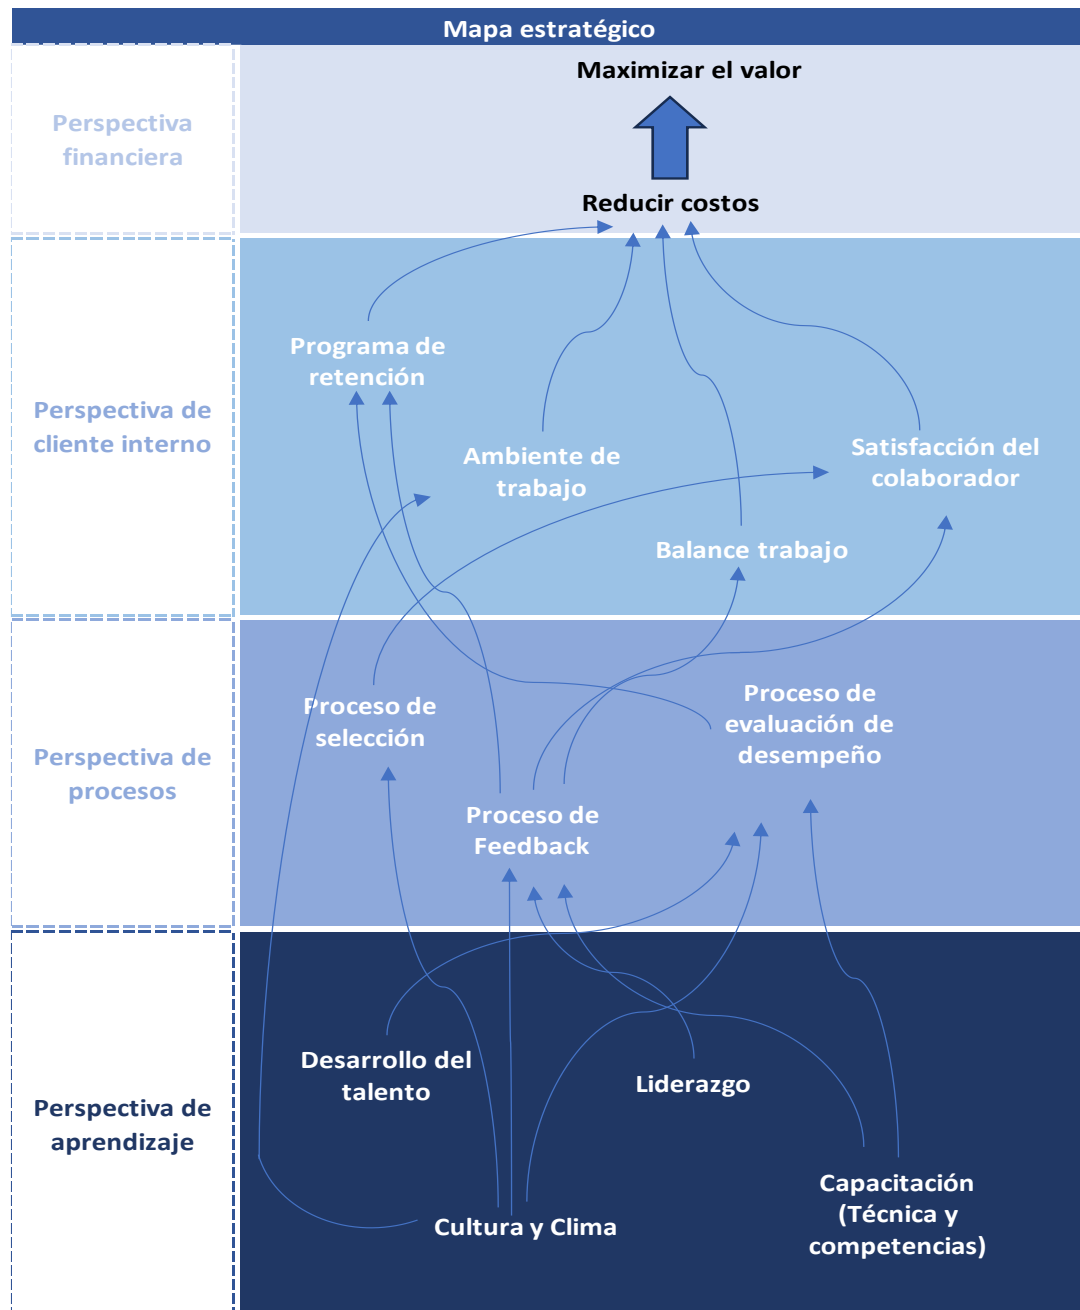 Mapa estratégico
Perspectiva
financiera
Maximizar el valor
Reducir costos
Perspectiva de
cliente interno
Programa de
retención
Ambiente de
trabajo
Satisfacción del
colaborador
Balance trabajo
Perspectiva de
procesos
Proceso de
selección
Proceso de
Feedback
Proceso de
evaluación de
desempeño
Perspectiva de
aprendizaje
Desarrollo del
talento
Liderazgo
Cultura y Clima
Capacitación
(Técnica y
competencias)